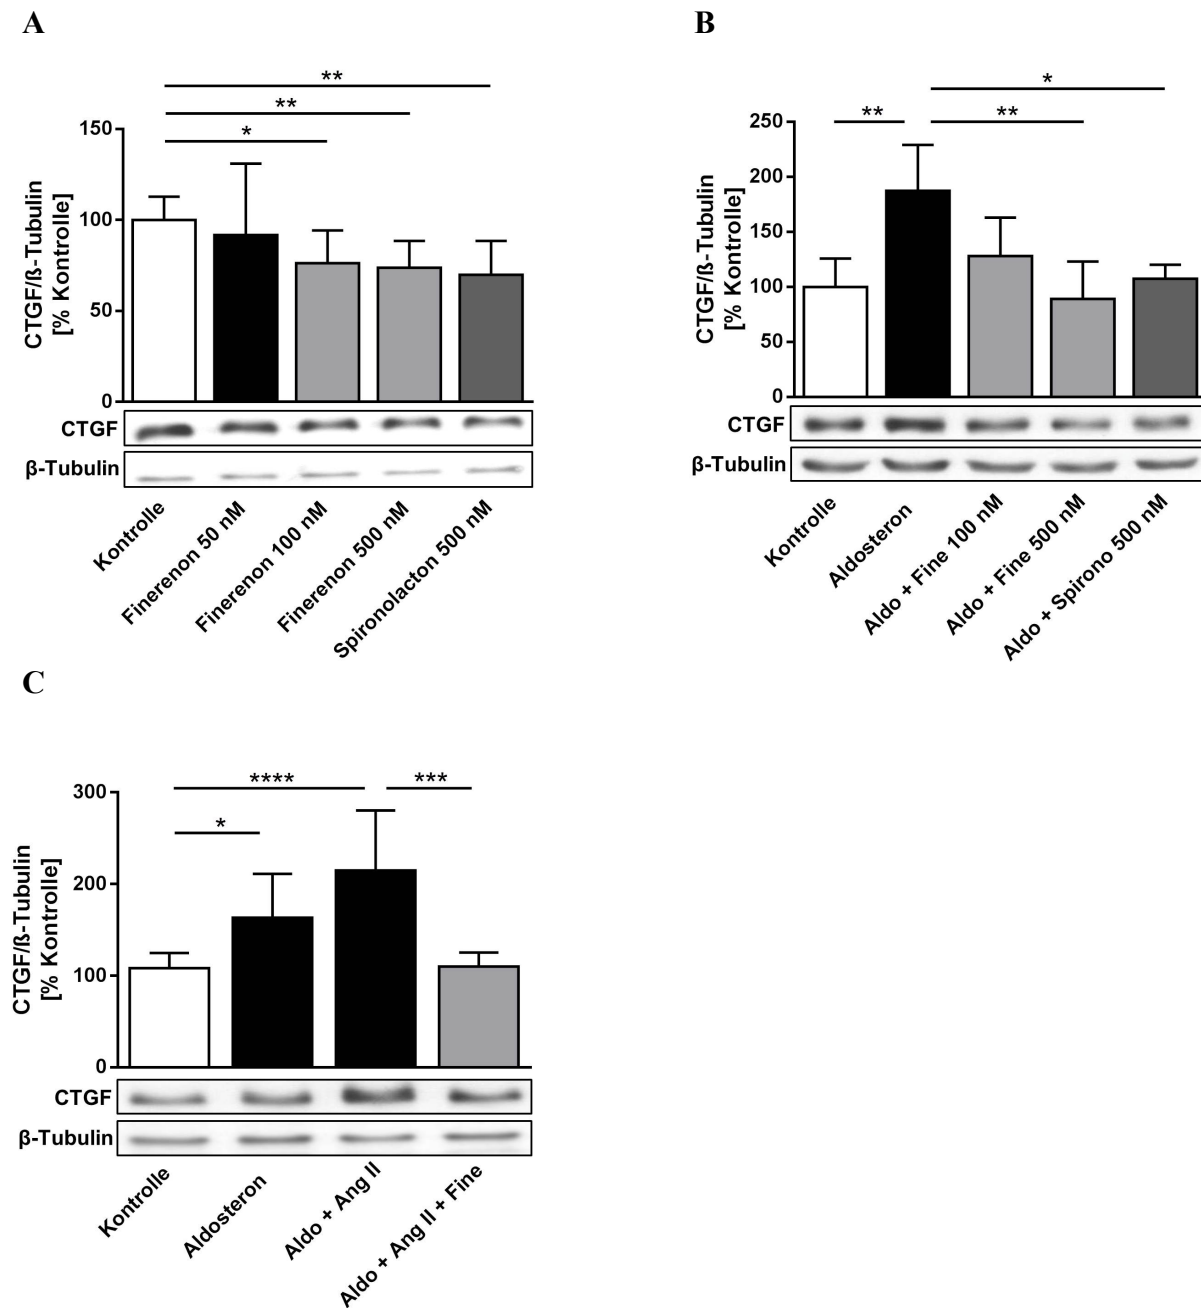 A
**
**
*
150
100
50
0
CTGF/ß-Tubulin
[% Kontrolle]
CTGF
β-Tubulin
Kontrolle
Finerenon 50 nM
Finerenon 100 nM
Finerenon 500 nM
Spironolacton 500 nM
B
*
**
**
250
200
150
100
50
0
CTGF/ß-Tubulin
[% Kontrolle]
CTGF
β-Tubulin
Kontrolle
Aldosteron
Aldo + Fine 100 nM
Aldo + Fine 500 nM
Aldo + Spirono 500 nM
C
****
***
*
300
200
100
0
CTGF/ß-Tubulin
[% Kontrolle]
CTGF
β-Tubulin
Kontrolle
Aldosteron
Aldo + Ang II
Aldo + Ang II + Fine